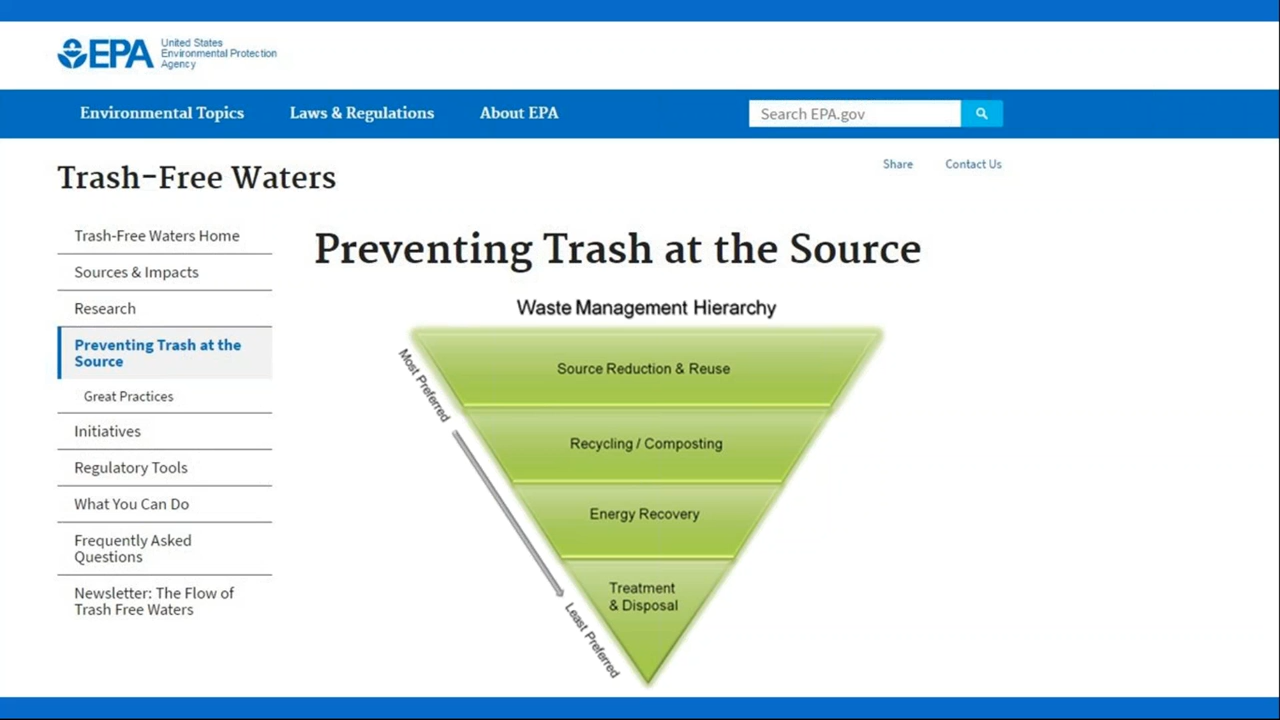 EPA
United States
Environmental Protection
Agency
Environmental Topics
Laws & Regulations
About EPA
Search EPA.gov
Share
Contact Us
Trash-Free Waters
Trash-Free Waters Home
Sources & Impacts
Research
Preventing Trash at the
Source
Great Practices
Initiatives
Regulatory Tools
What You Can Do
Frequently Asked
Questions
Newsletter: The Flow of
Trash Free Waters
Preventing Trash at the Source
Waste Management Hierarchy
Most Preferred
Source Reduction & Reuse
Recycling / Composting
Energy Recovery
Treatment
& Disposal
Least Preferred